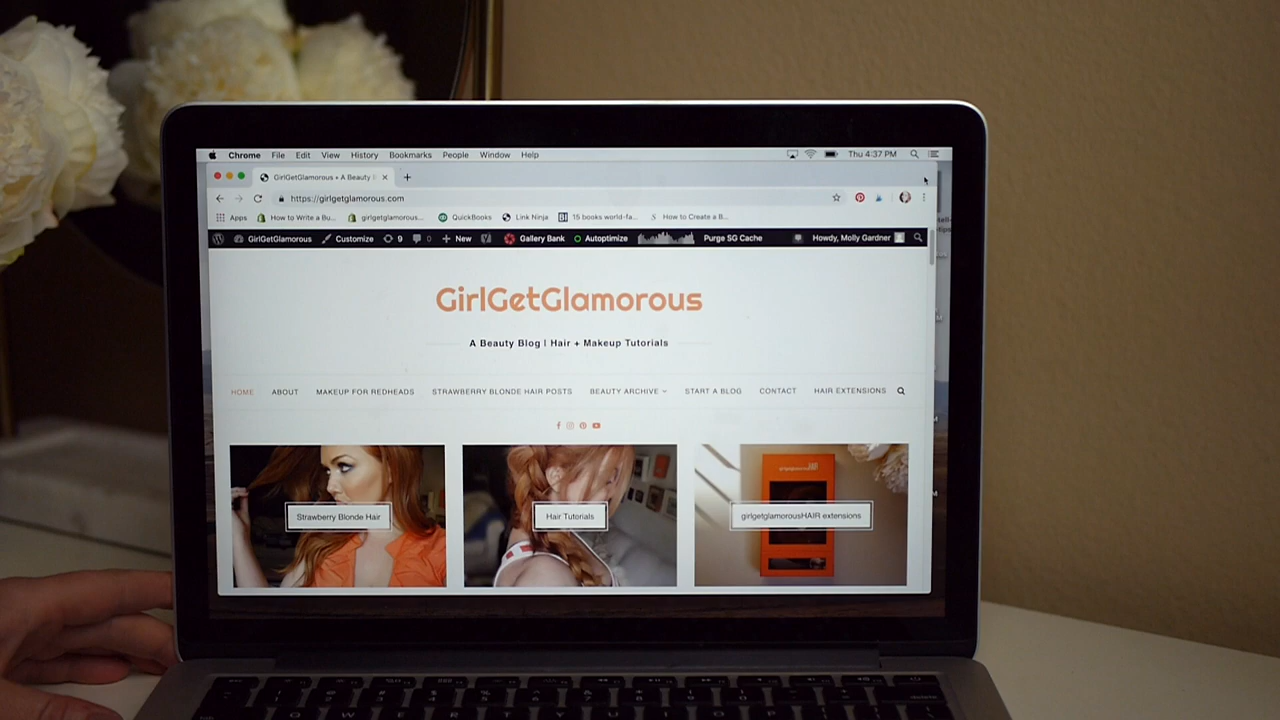 Chrome File Edit View History Bookmarks People Window Help Thu 4:37 PM
GirlGetGlamorous • A Beauty
https://girlgetglamorous.com
Apps How to Write a Bu... girlgetglamorous... QuickBooks Link Ninja 15 books world-fa... How to Create a B...
GirlGetGlamorous Customize 9 0 New Gallery Bank Autoptimize Purge SG Cache Howdy, Molly Gardner
GirlGetGlamorous
A Beauty Blog | Hair + Makeup Tutorials
HOME ABOUT MAKEUP FOR REDHEADS STRAWBERRY BLONDE HAIR POSTS BEAUTY ARCHIVE START A BLOG CONTACT HAIR EXTENSIONS
Strawberry Blonde Hair Hair Tutorials girlgetglamorousHAIR extensions